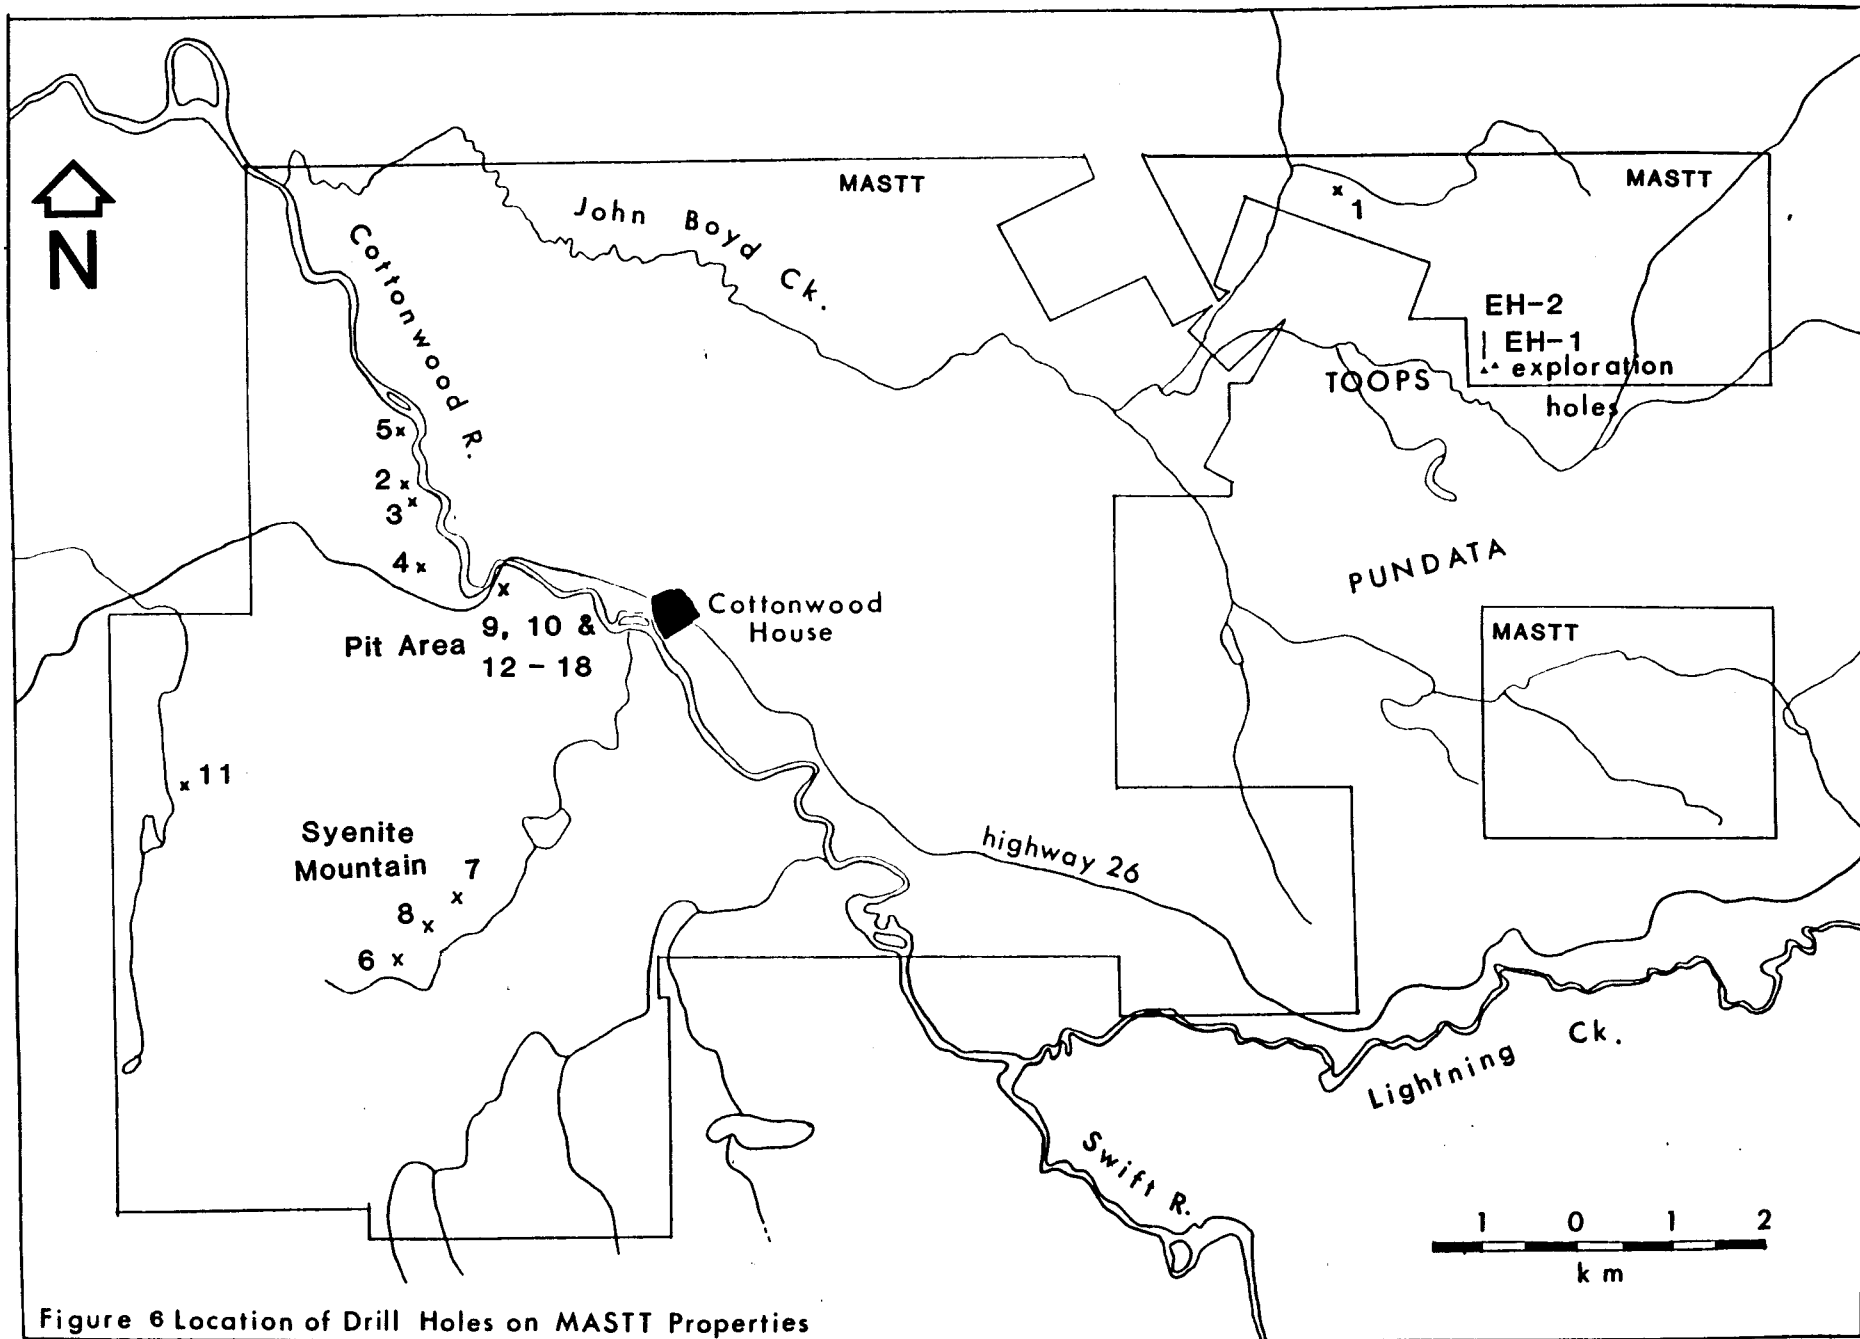 MASTT
MASTT
John Boyd Ck.
1
N
Cottonwood R.
EH-2
EH-1
exploration
holes
TOOPS
5
2
3
4
PUNDATA
Cottonwood
House
Pit Area
9, 10 &
12 - 18
MASTT
11
Syenite
Mountain
7
8
6
highway 26
Lightning Ck.
Swift R.
1 0 1 2
km
Figure 6 Location of Drill Holes on MASTT Properties